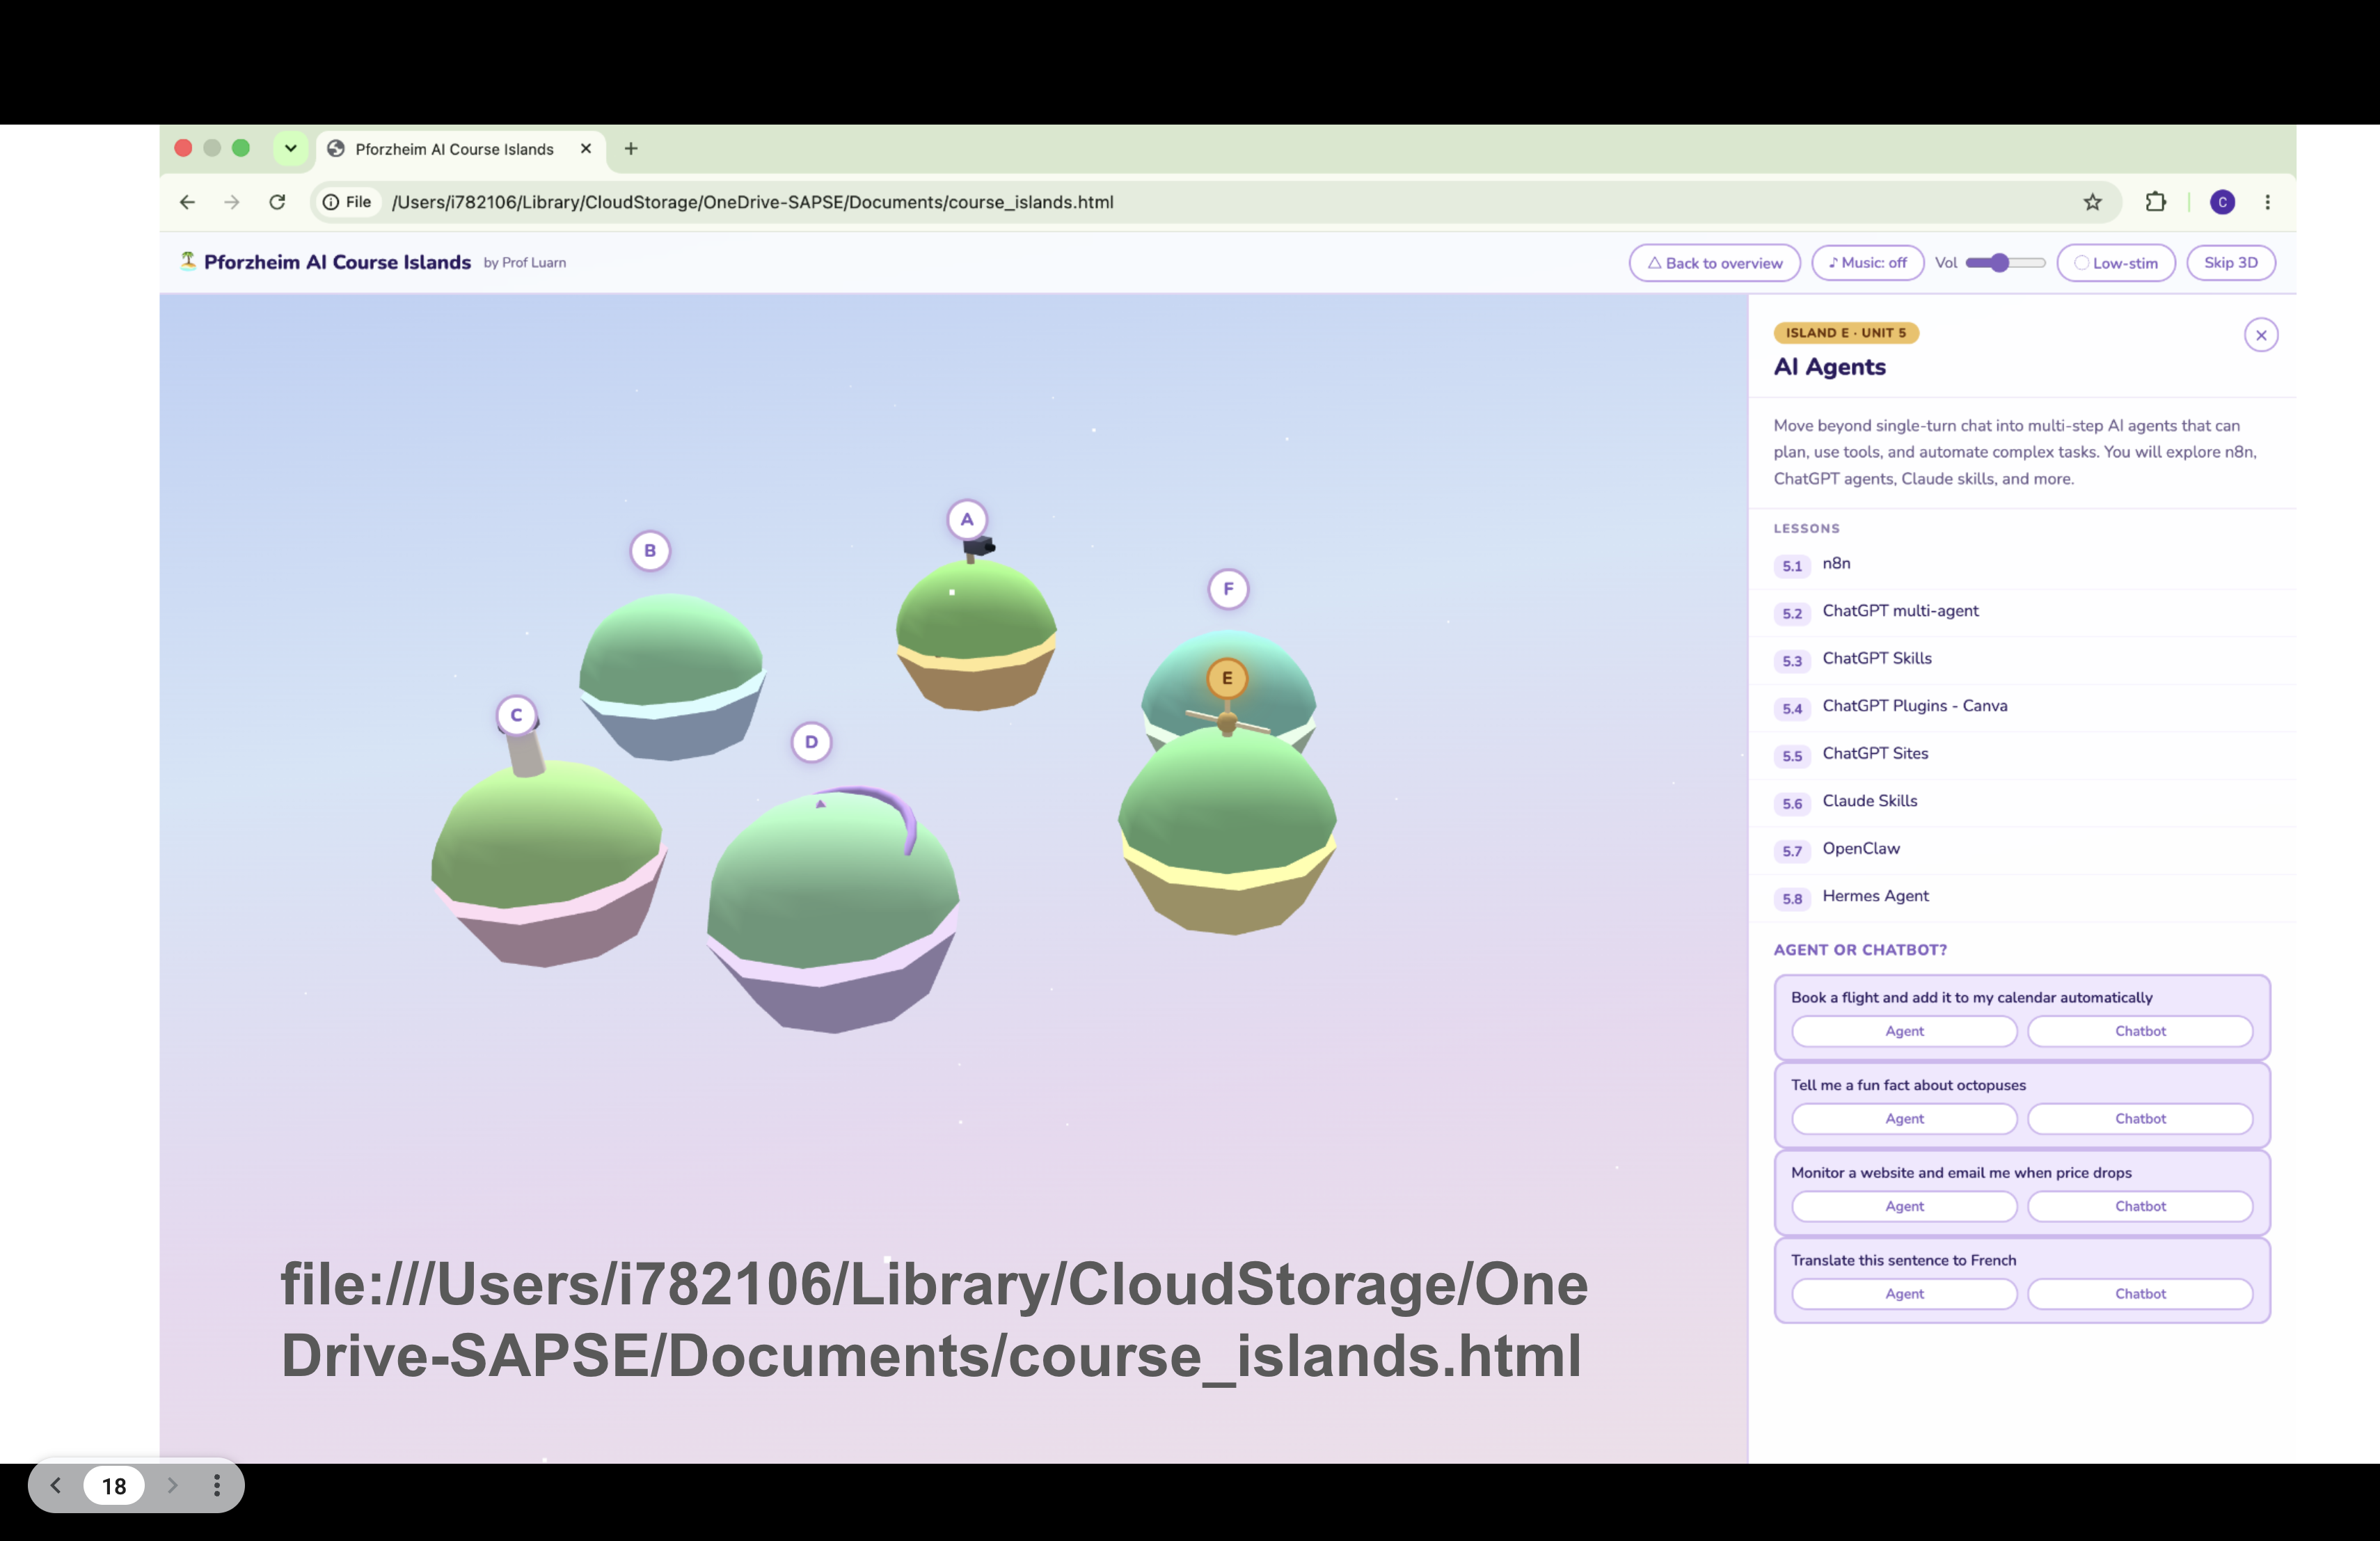 Pforzheim AI Course Islands
File /Users/i782106/Library/CloudStorage/OneDrive-SAPSE/Documents/course_islands.html
C
Pforzheim AI Course Islands by Prof Luarn
△ Back to overview
♪ Music: off
Vol
Low-stim
Skip 3D
A
B
F
E
C
D
file:///Users/i782106/Library/CloudStorage/One
Drive-SAPSE/Documents/course_islands.html
ISLAND E · UNIT 5
AI Agents
Move beyond single-turn chat into multi-step AI agents that can
plan, use tools, and automate complex tasks. You will explore n8n,
ChatGPT agents, Claude skills, and more.
LESSONS
5.1 n8n
5.2 ChatGPT multi-agent
5.3 ChatGPT Skills
5.4 ChatGPT Plugins - Canva
5.5 ChatGPT Sites
5.6 Claude Skills
5.7 OpenClaw
5.8 Hermes Agent
AGENT OR CHATBOT?
Book a flight and add it to my calendar automatically
Agent Chatbot
Tell me a fun fact about octopuses
Agent Chatbot
Monitor a website and email me when price drops
Agent Chatbot
Translate this sentence to French
Agent Chatbot
18